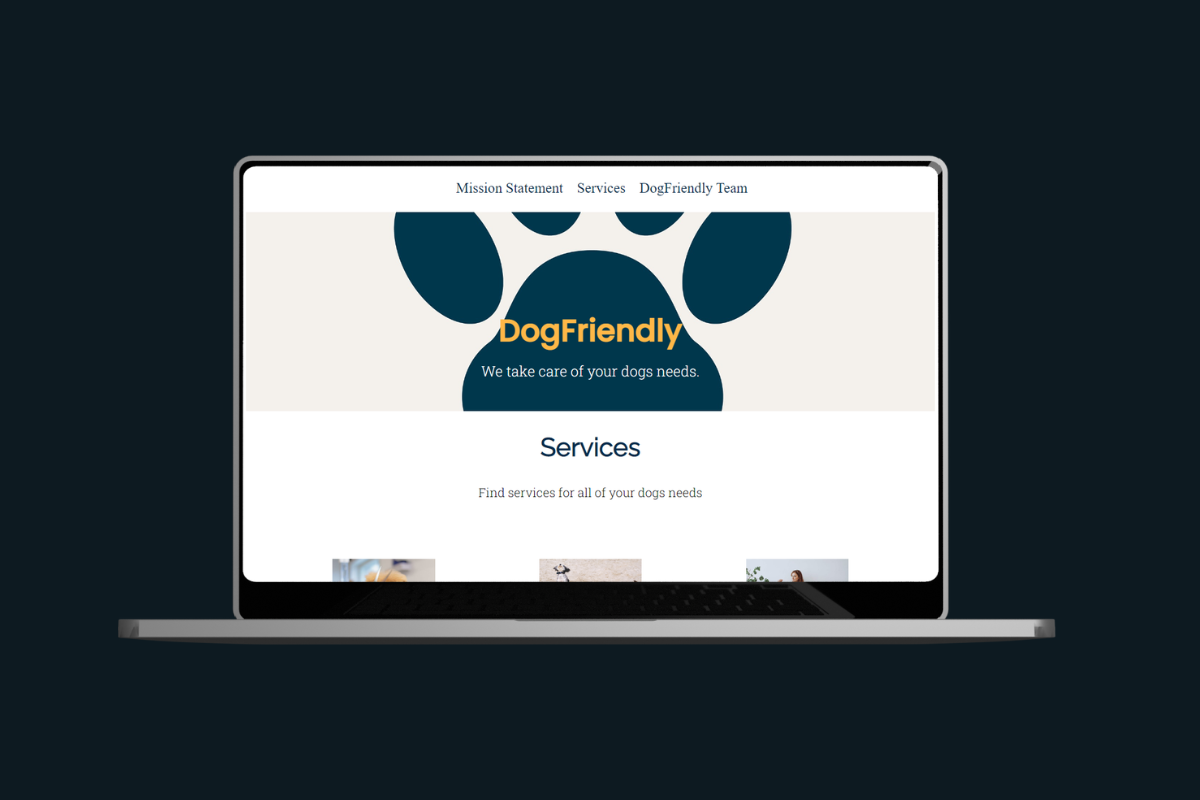 Mission Statement Services DogFriendly Team
DogFriendly
We take care of your dogs needs.
Services
Find services for all of your dogs needs